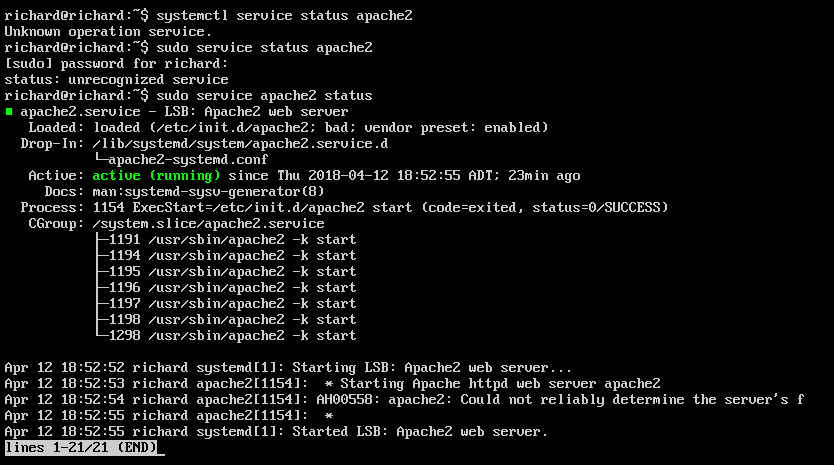 richard@richard:~$ systemctl service status apache2
Unknown operation service.
richard@richard:~$ sudo service status apache2
[sudo] password for richard:
status: unrecognized service
richard@richard:~$ sudo service apache2 status
■ apache2.service - LSB: Apache2 web server
   Loaded: loaded (/etc/init.d/apache2; bad; vendor preset: enabled)
  Drop-In: /lib/systemd/system/apache2.service.d
           └─apache2-systemd.conf
   Active: active (running) since Thu 2018-04-12 18:52:55 ADT; 23min ago
     Docs: man:systemd-sysv-generator(8)
  Process: 1154 ExecStart=/etc/init.d/apache2 start (code=exited, status=0/SUCCESS)
   CGroup: /system.slice/apache2.service
           ├─1191 /usr/sbin/apache2 -k start
           ├─1194 /usr/sbin/apache2 -k start
           ├─1195 /usr/sbin/apache2 -k start
           ├─1196 /usr/sbin/apache2 -k start
           ├─1197 /usr/sbin/apache2 -k start
           ├─1198 /usr/sbin/apache2 -k start
           └─1298 /usr/sbin/apache2 -k start
Apr 12 18:52:52 richard systemd[1]: Starting LSB: Apache2 web server...
Apr 12 18:52:53 richard apache2[1154]:  * Starting Apache httpd web server apache2
Apr 12 18:52:54 richard apache2[1154]: AH00558: apache2: Could not reliably determine the server's f
Apr 12 18:52:55 richard apache2[1154]:  *
Apr 12 18:52:55 richard systemd[1]: Started LSB: Apache2 web server.
lines 1-21/21 (END)